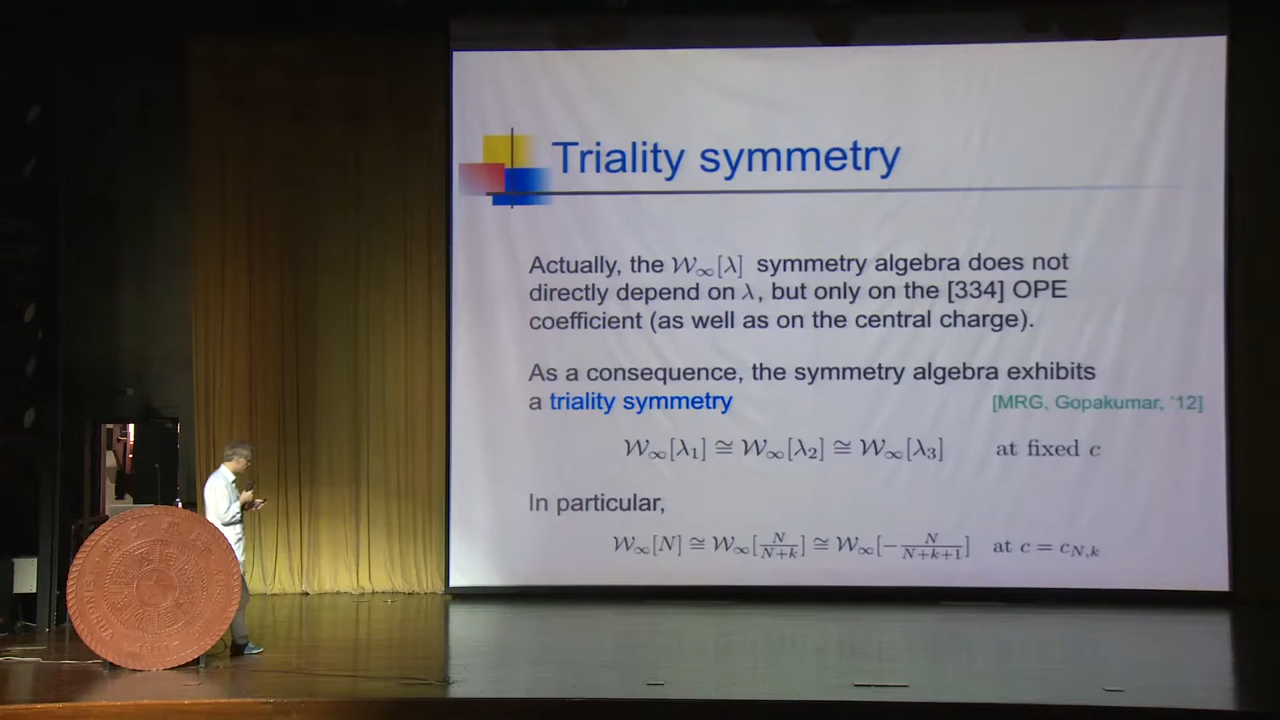 Triality symmetry
Actually, the 𝒲∞[λ] symmetry algebra does not
directly depend on λ, but only on the [334] OPE
coefficient (as well as on the central charge).
As a consequence, the symmetry algebra exhibits
a triality symmetry [MRG, Gopakumar, '12]
𝒲∞[λ₁] ≅ 𝒲∞[λ₂] ≅ 𝒲∞[λ₃] at fixed c
In particular,
𝒲∞[N] ≅ 𝒲∞[N/(N+k)] ≅ 𝒲∞[−N/(N+k+1)] at c = c_{N,k}
1911